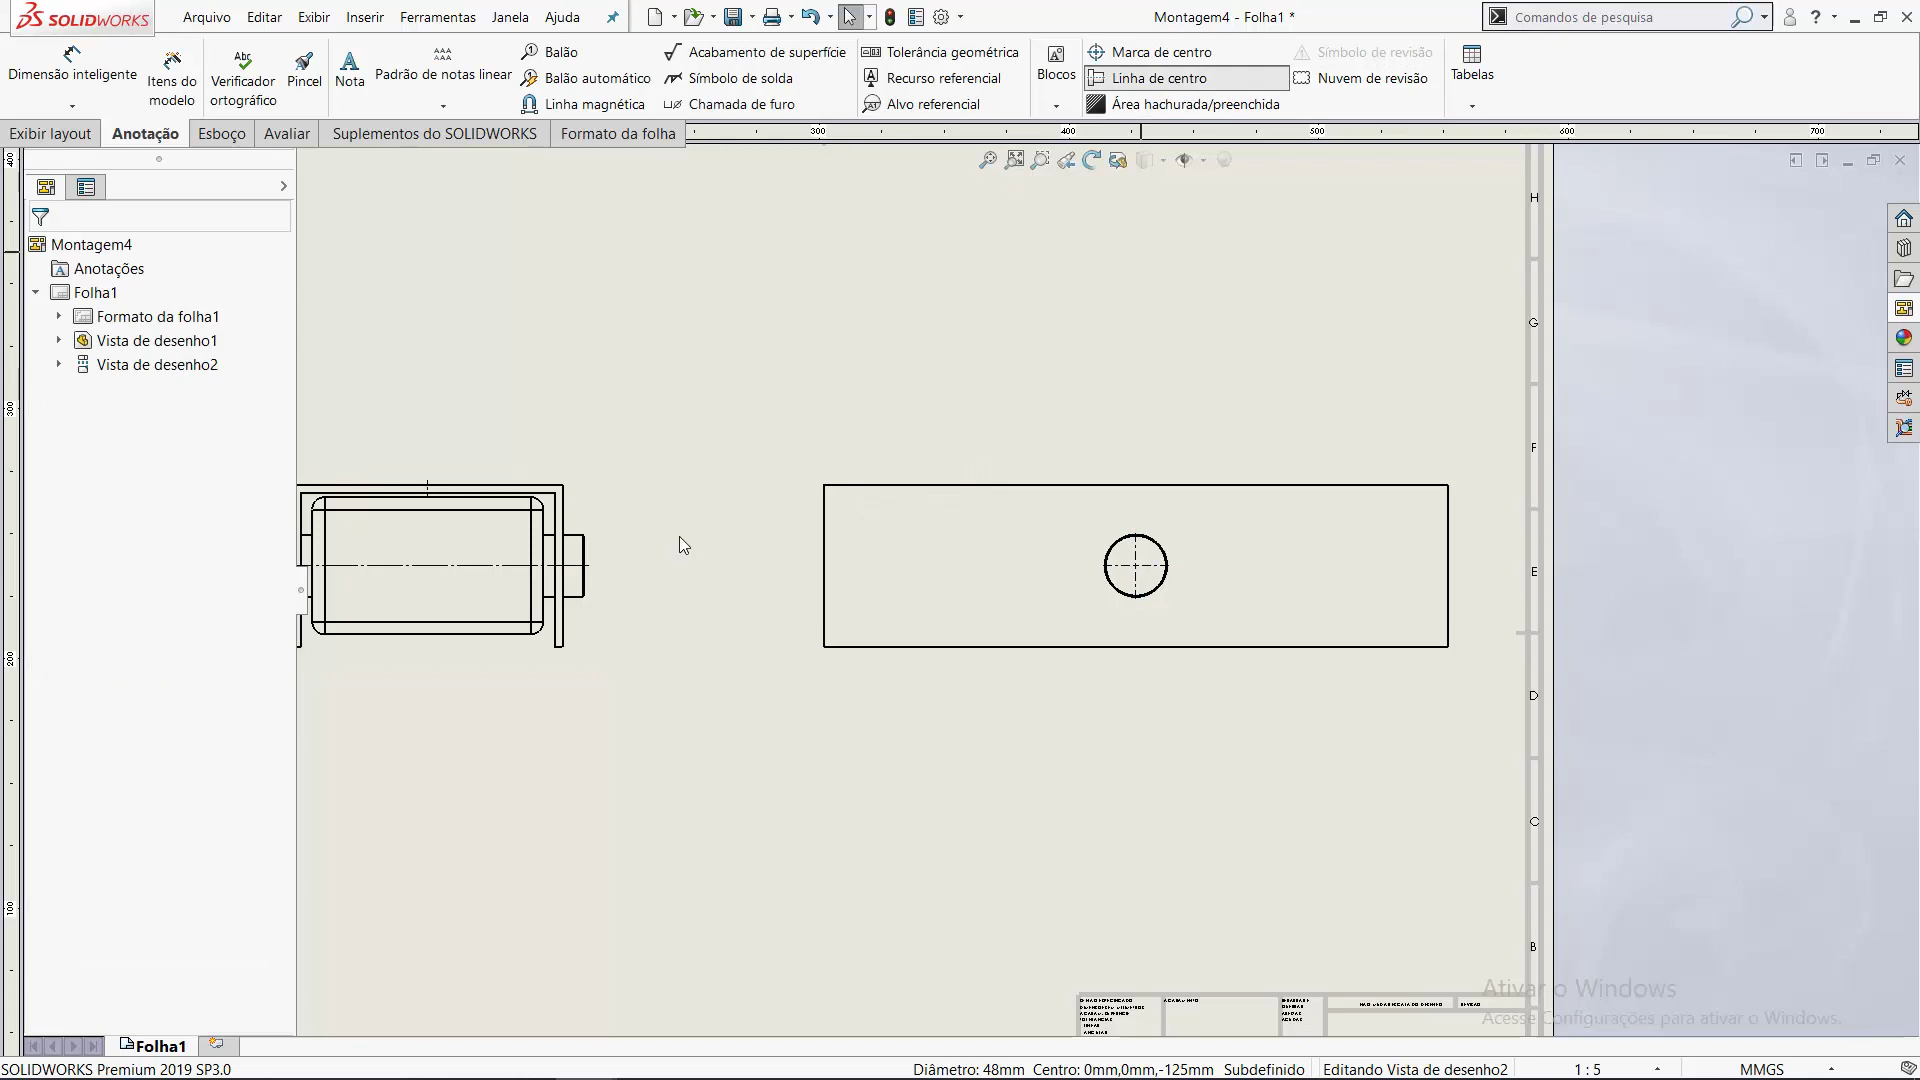 SOLIDWORKS
Arquivo Editar Exibir Inserir Ferramentas Janela Ajuda
Montagem4 - Folha1 *
Comandos de pesquisa
Dimensão inteligente
Itens do modelo
Verificador ortográfico
Pincel
Nota
Padrão de notas linear
Balão
Balão automático
Linha magnética
Acabamento de superfície
Símbolo de solda
Chamada de furo
Tolerância geométrica
Recurso referencial
Alvo referencial
Blocos
Marca de centro
Linha de centro
Área hachurada/preenchida
Símbolo de revisão
Nuvem de revisão
Tabelas
Exibir layout Anotação Esboço Avaliar Suplementos do SOLIDWORKS Formato da folha
300 400 500 600 700
400
300
200
100
Montagem4
Anotações
Folha1
Formato da folha1
Vista de desenho1
Vista de desenho2
H
G
F
E
D
C
B
Ativar o Windows
Acesse Configurações para ativar o Windows.
Folha1
SOLIDWORKS Premium 2019 SP3.0
Diâmetro: 48mm Centro: 0mm,0mm,-125mm Subdefinido
Editando Vista de desenho2
1 : 5
MMGS